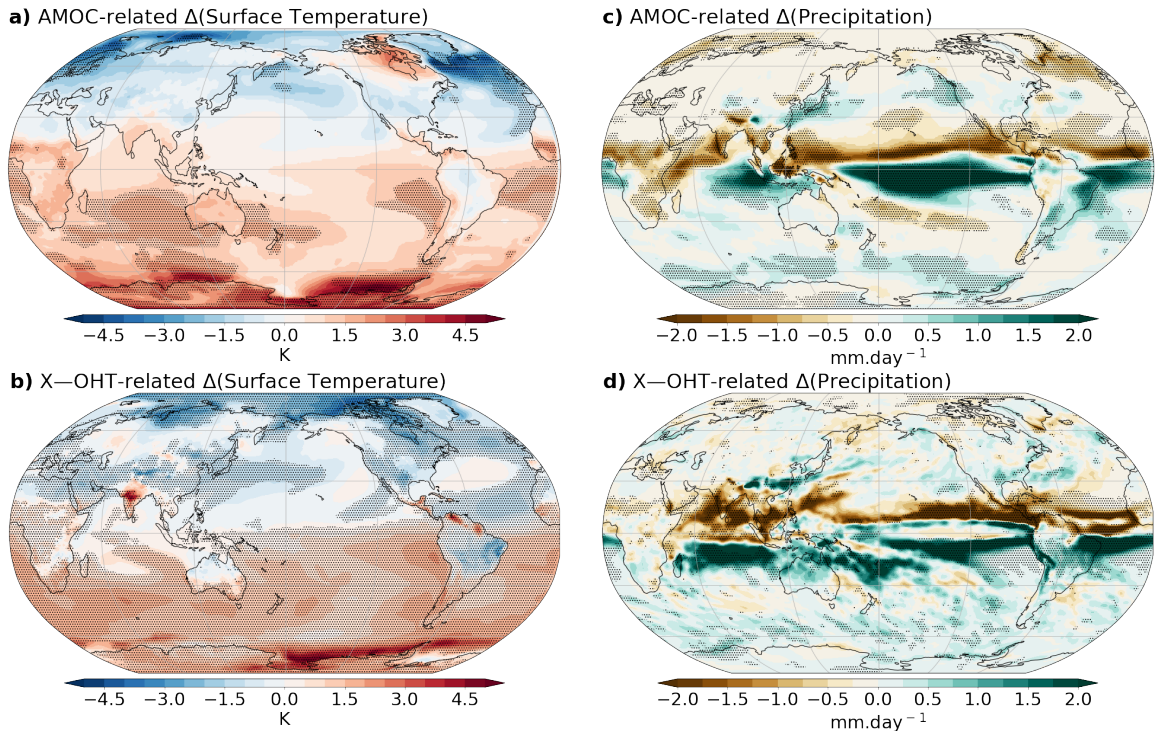 a) AMOC-related Δ(Surface Temperature)
−4.5 −3.0 −1.5 0.0 1.5 3.0 4.5
K
c) AMOC-related Δ(Precipitation)
−2.0 −1.5 −1.0 −0.5 0.0 0.5 1.0 1.5 2.0
mm.day⁻¹
b) X—OHT-related Δ(Surface Temperature)
−4.5 −3.0 −1.5 0.0 1.5 3.0 4.5
K
d) X—OHT-related Δ(Precipitation)
−2.0 −1.5 −1.0 −0.5 0.0 0.5 1.0 1.5 2.0
mm.day⁻¹